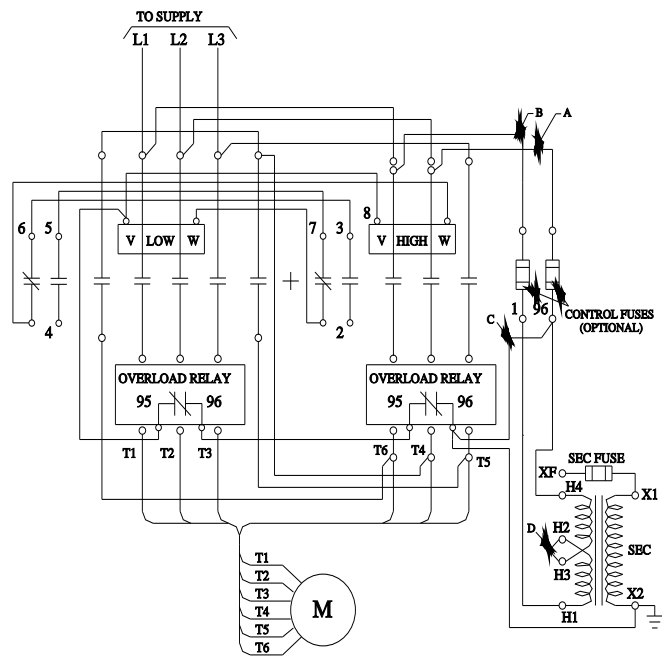 TO SUPPLY
L1 L2 L3
B A
6 5 7 3 8
V LOW W
V HIGH W
4 2
1 96
C
CONTROL FUSES
(OPTIONAL)
OVERLOAD RELAY
95 96
OVERLOAD RELAY
95 96
T1 T2 T3
T6 T4 T5
SEC FUSE
XF
H4 X1
D
H2
SEC
H3
X2
H1
T1
T2
T3
T4
T5
T6
M